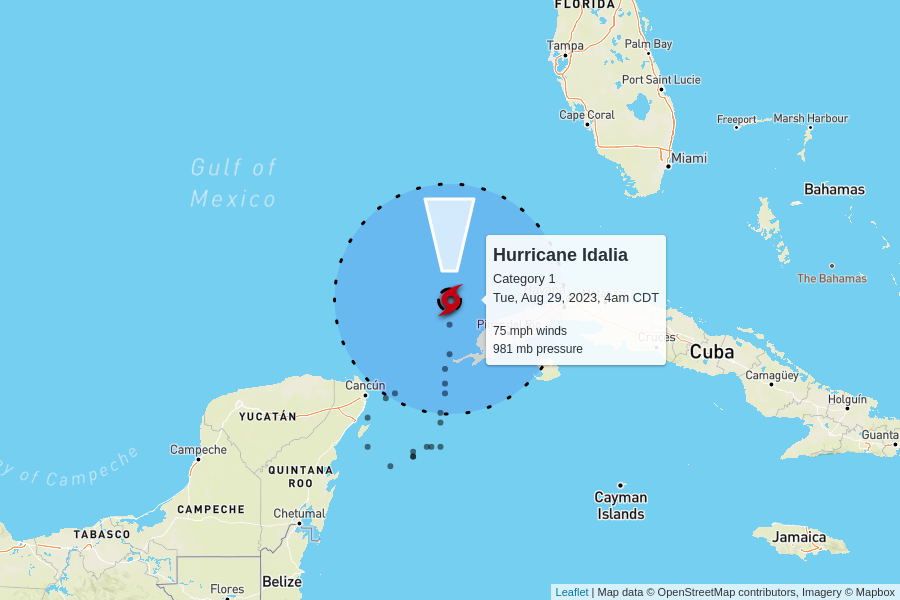 FLORIDA
Tampa
Palm Bay
Port Saint Lucie
Cape Coral
Freeport
Marsh Harbour
Miami
Gulf of
Mexico
Bahamas
The Bahamas
Hurricane Idalia
Category 1
Tue, Aug 29, 2023, 4am CDT
75 mph winds
981 mb pressure
Cruces
Cuba
Camagüey
Cancún
Holguín
YUCATÁN
Guanta
Campeche
y of Campeche
QUINTANA
ROO
Cayman
Islands
CAMPECHE
Chetumal
TABASCO
Jamaica
Belize
Flores
Leaflet | Map data © OpenStreetMap contributors, Imagery © Mapbox